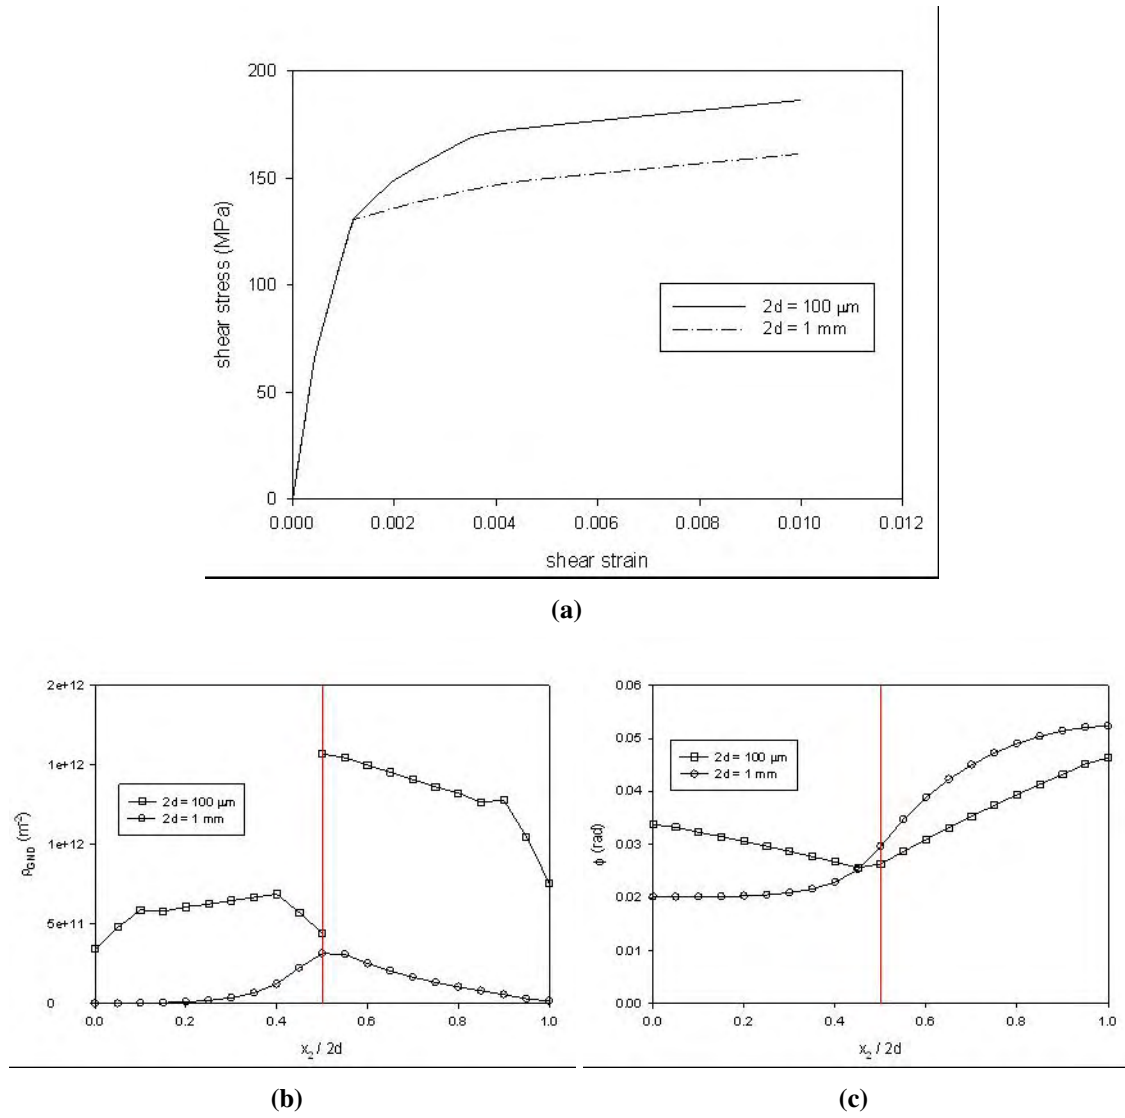 200
150
100
50
0
shear stress (MPa)
2d = 100 μm
2d = 1 mm
0.000 0.002 0.004 0.006 0.008 0.010 0.012
shear strain
(a)
2e+12
1e+12
1e+12
5e+11
0
ρGND (m-2)
2d = 100 μm
2d = 1 mm
0.0 0.2 0.4 0.6 0.8 1.0
x2 / 2d
(b)
0.06
0.05
0.04
0.03
0.02
0.01
0.00
ϕ (rad)
2d = 100 μm
2d = 1 mm
0.0 0.2 0.4 0.6 0.8 1.0
x2 / 2d
(c)